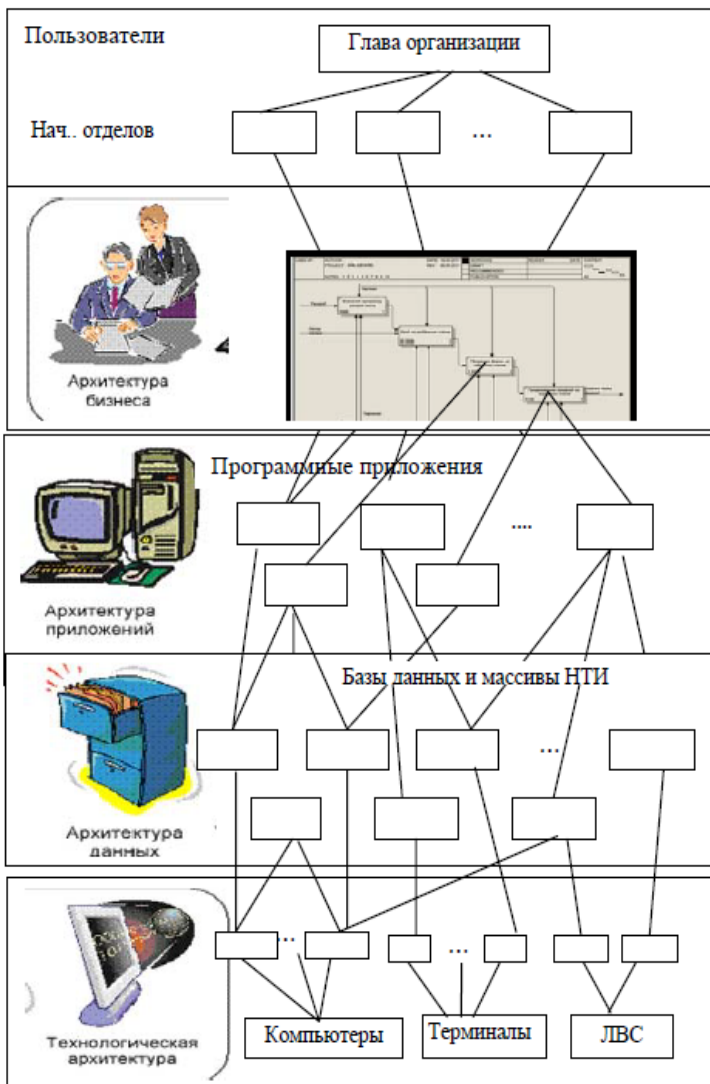 Пользователи
Глава организации
Нач.. отделов
...
Архитектура
бизнеса
Программные приложения
....
Архитектура
приложений
Базы данных и массивы НТИ
...
Архитектура
данных
...
...
Компьютеры
Терминалы
ЛВС
Технологическая
архитектура